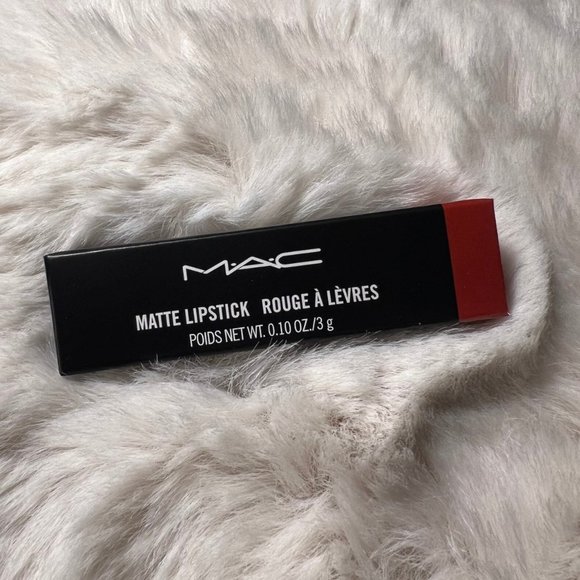 M·A·C
MATTE LIPSTICK ROUGE À LÈVRES
POIDS NET WT. 0.10 OZ./3 g